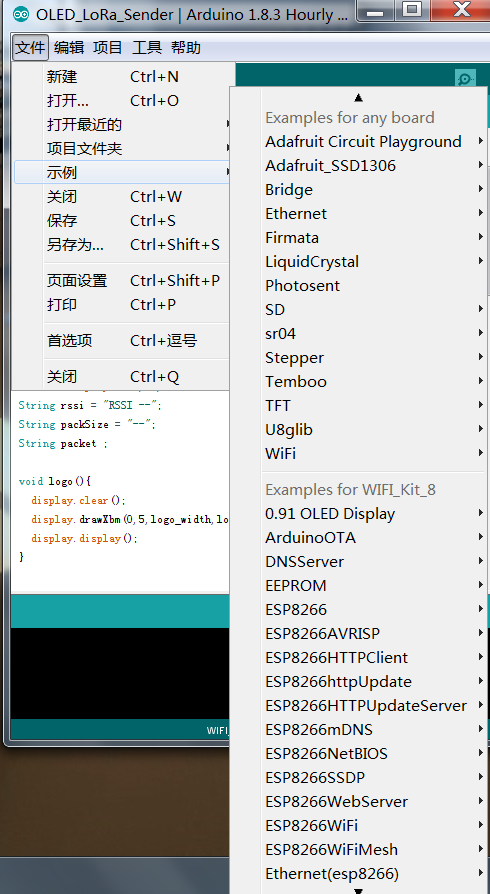 OLED_LoRa_Sender | Arduino 1.8.3 Hourly ...
文件 编辑 项目 工具 帮助
新建 Ctrl+N
打开... Ctrl+O
打开最近的
项目文件夹
示例
关闭 Ctrl+W
保存 Ctrl+S
另存为... Ctrl+Shift+S
页面设置 Ctrl+Shift+P
打印 Ctrl+P
首选项 Ctrl+逗号
关闭 Ctrl+Q
String rssi = "RSSI --";
String packSize = "--";
String packet ;
void logo(){
display.clear();
display.drawXbm(0,5,logo_width,lo
display.display();
}
WIFI_
Examples for any board
Adafruit Circuit Playground
Adafruit_SSD1306
Bridge
Ethernet
Firmata
LiquidCrystal
Photosent
SD
sr04
Stepper
Temboo
TFT
U8glib
WiFi
Examples for WIFI_Kit_8
0.91 OLED Display
ArduinoOTA
DNSServer
EEPROM
ESP8266
ESP8266AVRISP
ESP8266HTTPClient
ESP8266httpUpdate
ESP8266HTTPUpdateServer
ESP8266mDNS
ESP8266NetBIOS
ESP8266SSDP
ESP8266WebServer
ESP8266WiFi
ESP8266WiFiMesh
Ethernet(esp8266)